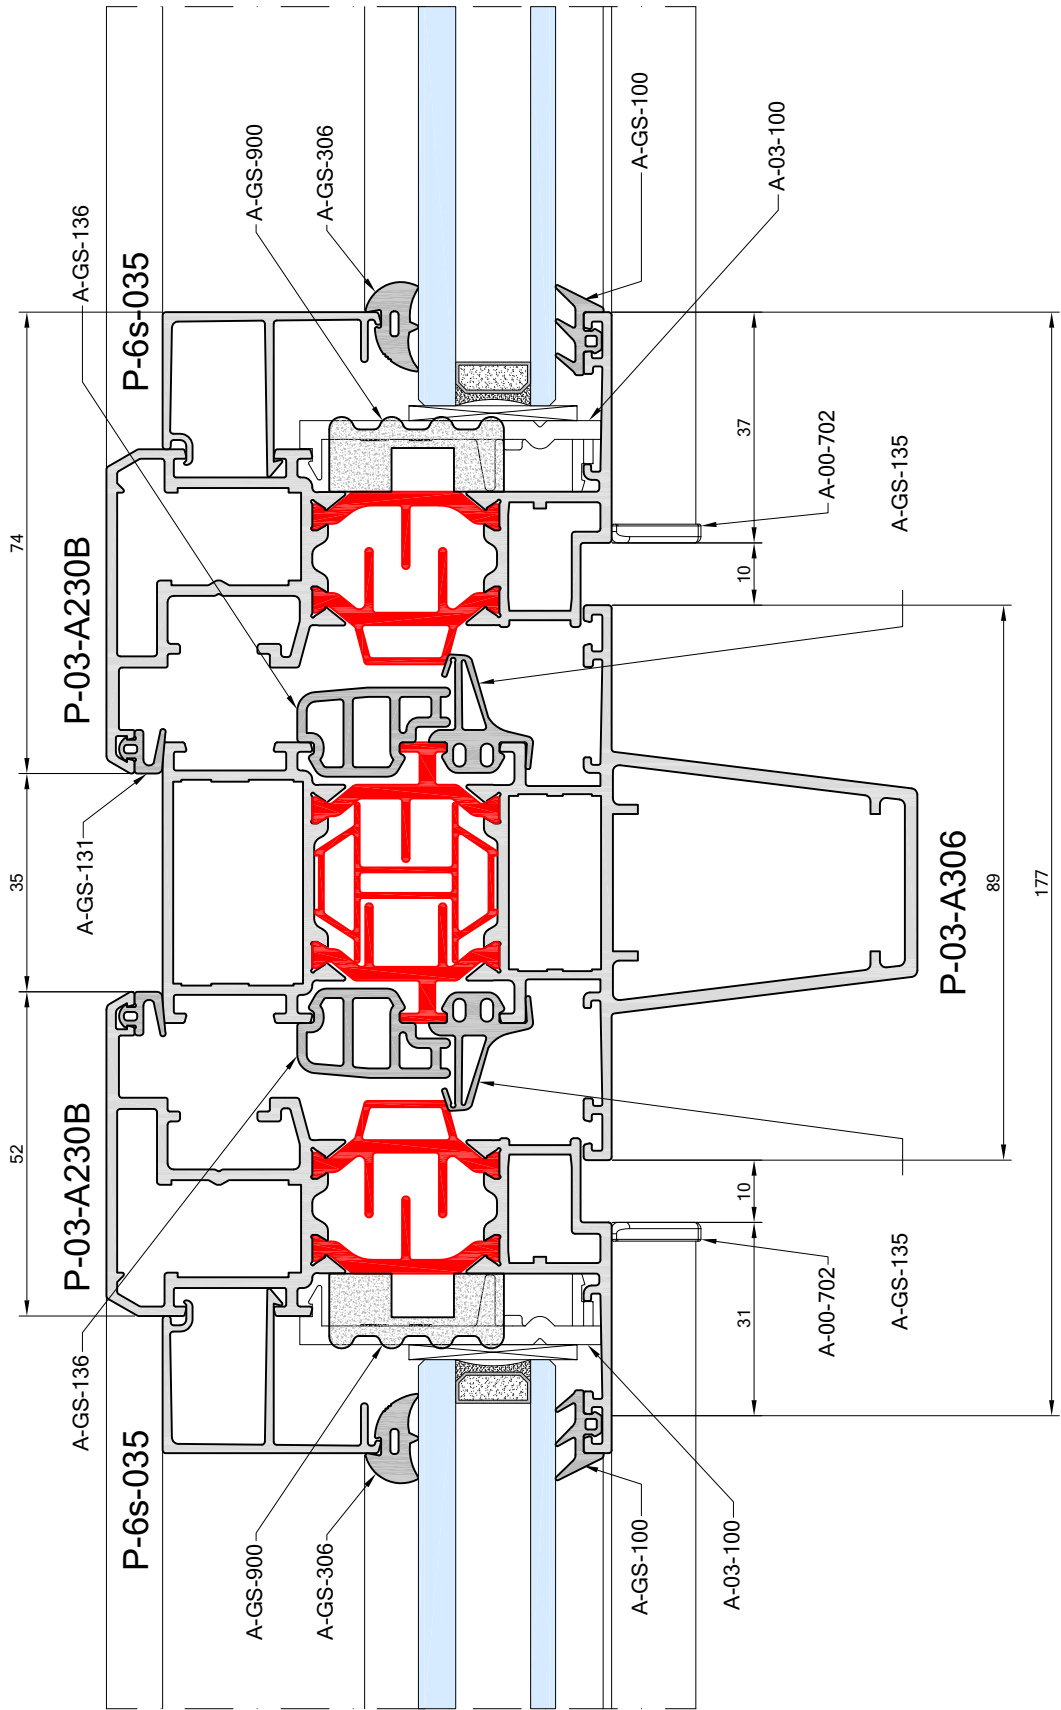 A-GS-136
A-GS-900
A-GS-306
A-GS-100
A-03-100
P-6s-035
74
P-03-A230B
37
A-00-702
A-GS-135
10
A-GS-131
35
89
177
P-03-A306
52
P-03-A230B
10
31
A-00-702
A-GS-135
A-GS-136
P-6s-035
A-GS-900
A-GS-306
A-GS-100
A-03-100